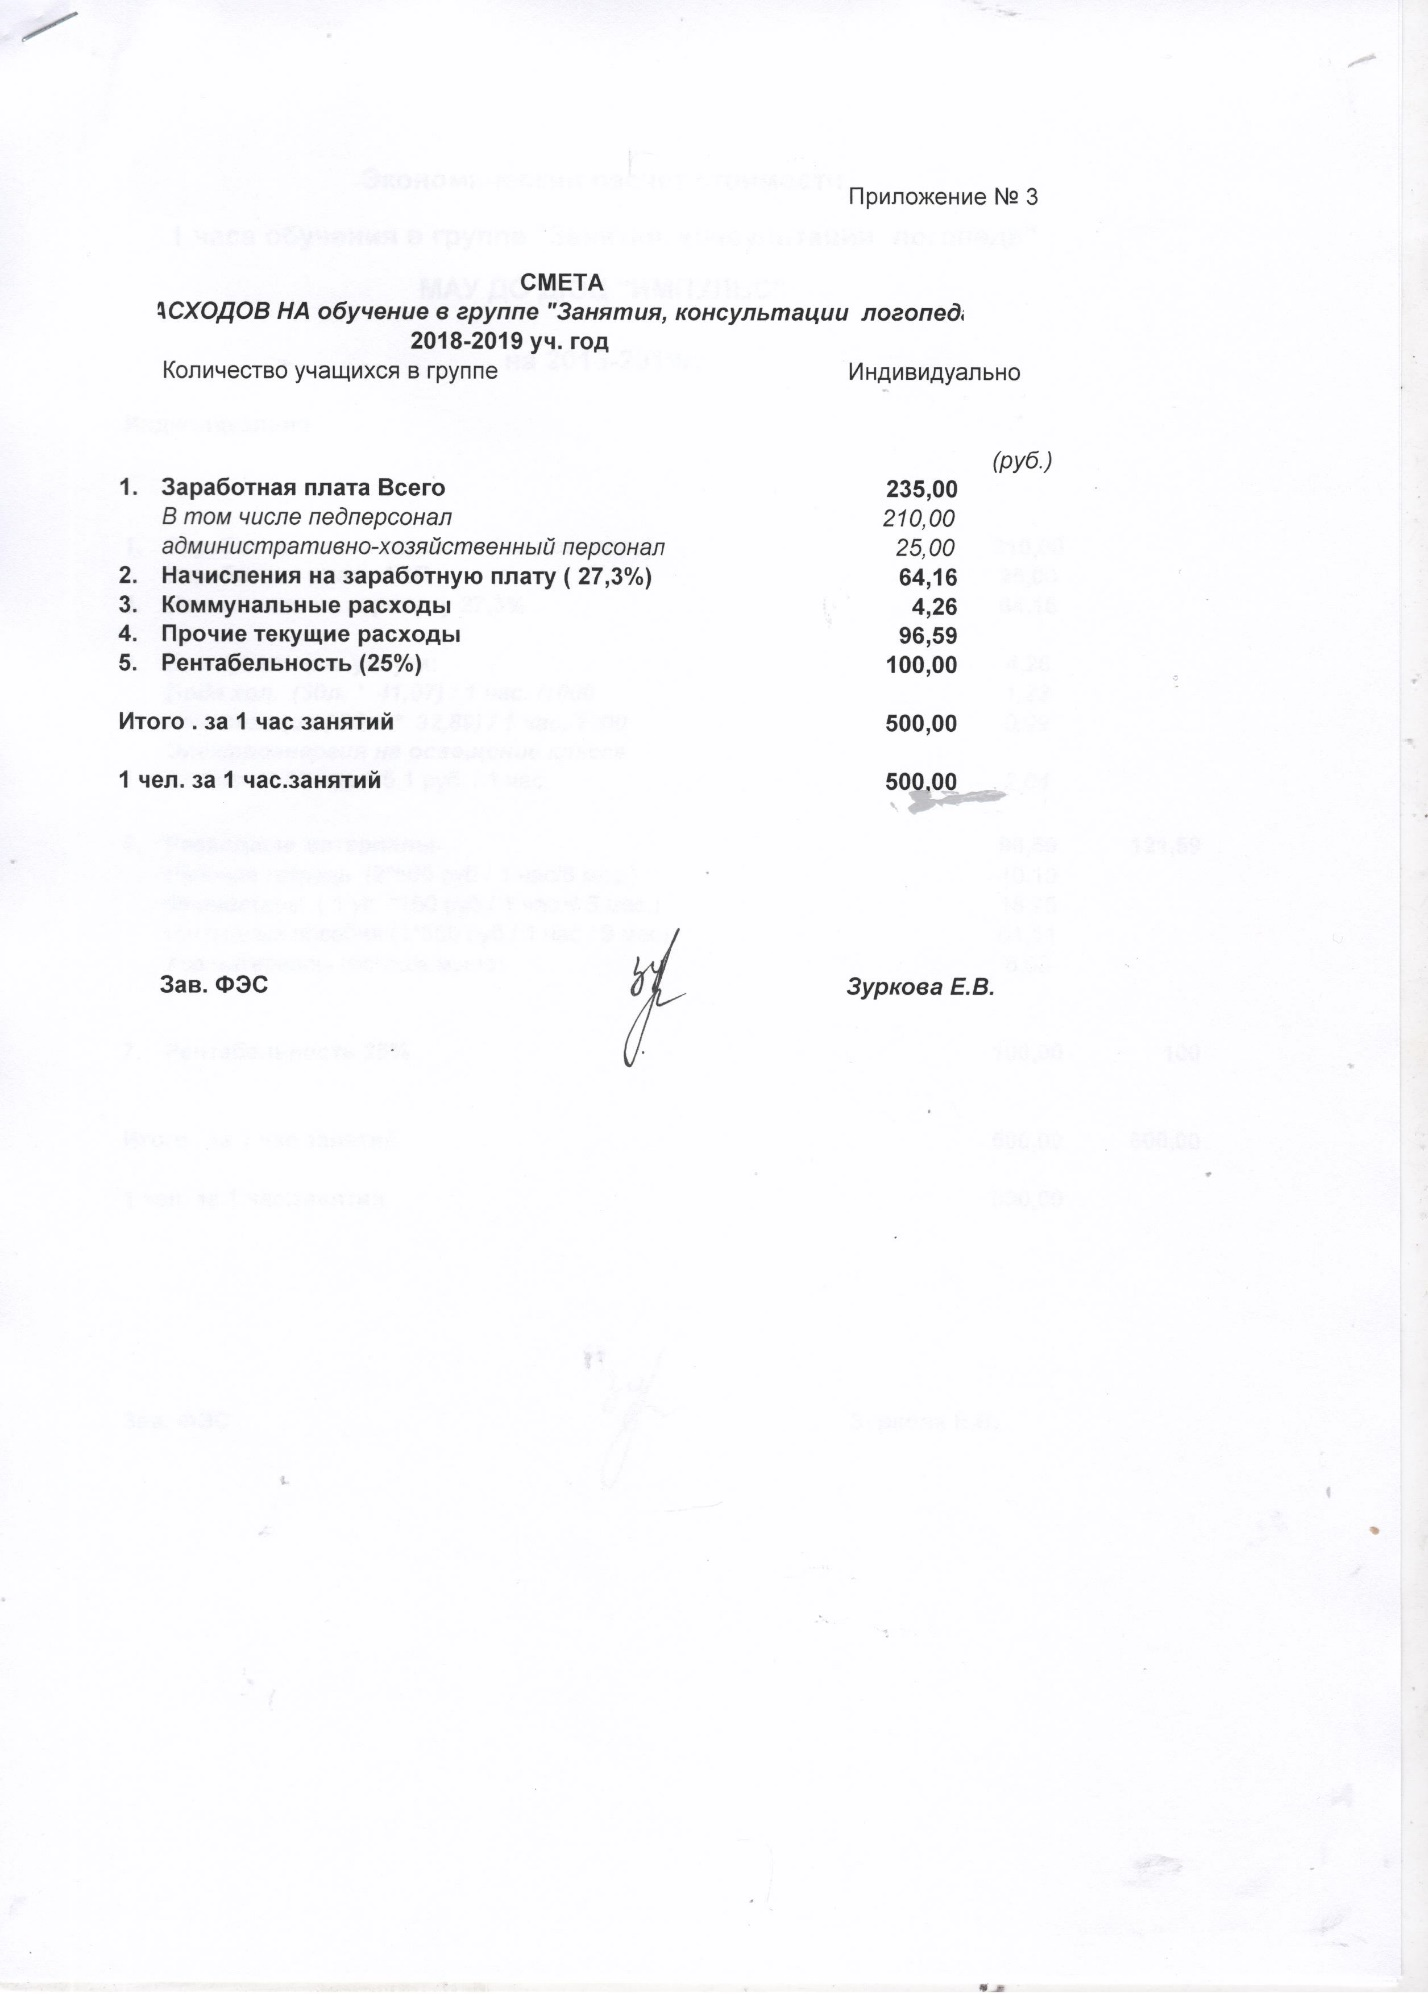 Приложение № 3
СМЕТА
АСХОДОВ НА обучение в группе "Занятия, консультации логопед
2018-2019 уч. год
Количество учащихся в группе Индивидуально
(руб.)
1. Заработная плата Всего 235,00
В том числе педперсонал 210,00
административно-хозяйственный персонал 25,00
2. Начисления на заработную плату ( 27,3%) 64,16
3. Коммунальные расходы 4,26
4. Прочие текущие расходы 96,59
5. Рентабельность (25%) 100,00
Итого . за 1 час занятий 500,00
1 чел. за 1 час.занятий 500,00
Зав. ФЭС Зуркова Е.В.